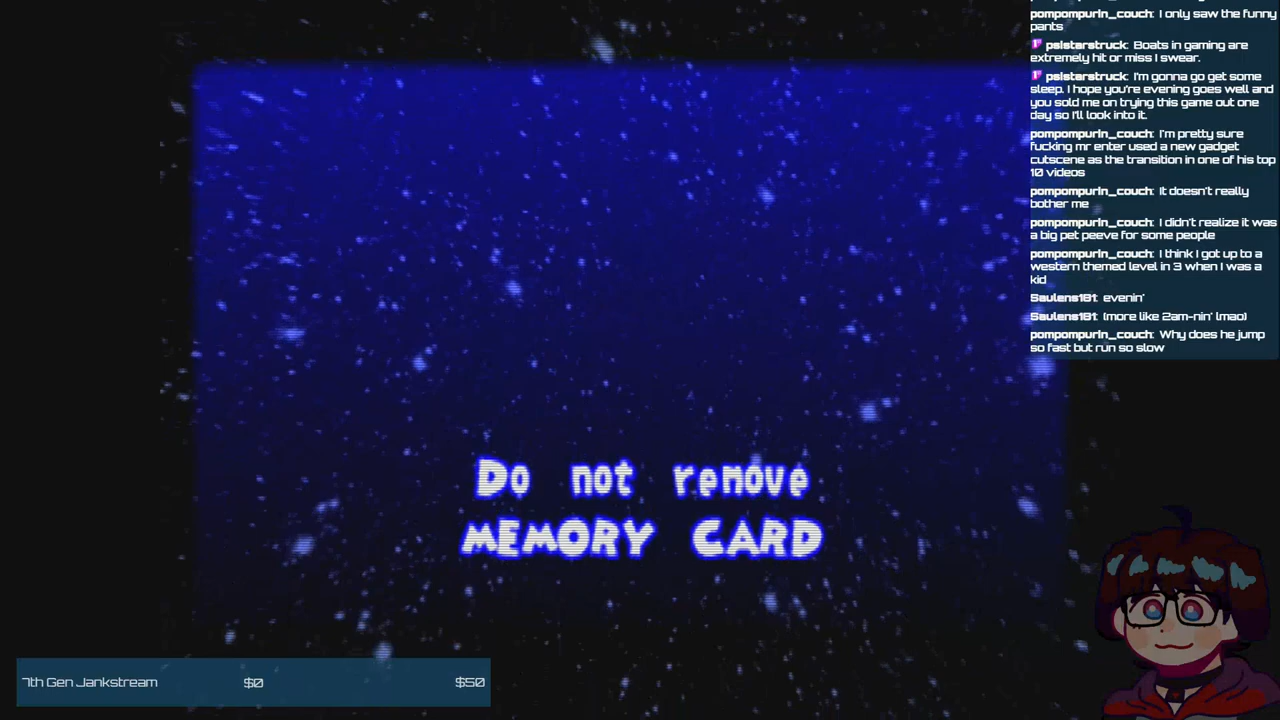 pompompurin_couch: I only saw the funny
pants
psistarstruck: Boats in gaming are
extremely hit or miss I swear.
psistarstruck: I'm gonna go get some
sleep. I hope you're evening goes well and
you sold me on trying this game out one
day so I'll look into it.
pompompurin_couch: I'm pretty sure
fucking mr enter used a new gadget
cutscene as the transition in one of his top
10 videos
pompompurin_couch: It doesn't really
bother me
pompompurin_couch: I didn't realize it was
a big pet peeve for some people
pompompurin_couch: I think I got up to a
western themed level in 3 when I was a
kid
Saulens181: evenin'
Saulens181: (more like 2am-nin' lmao)
pompompurin_couch: Why does he jump
so fast but run so slow
Do not remove
MEMORY CARD
7th Gen Jankstream $0 $50